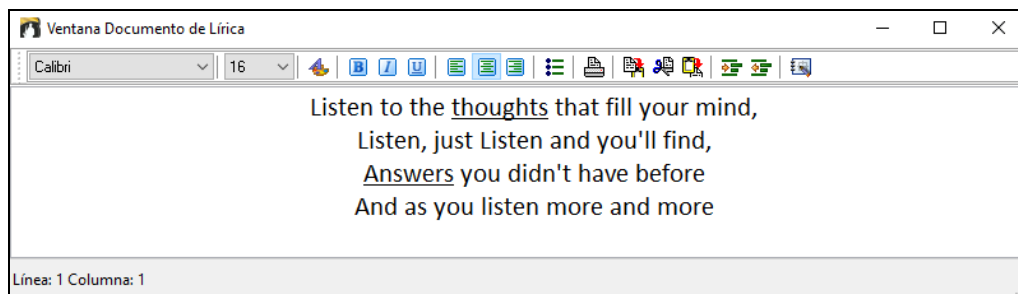 Ventana Documento de Lírica
Calibri 16 B I U
Listen to the thoughts that fill your mind,
Listen, just Listen and you'll find,
Answers you didn't have before
And as you listen more and more
Línea: 1 Columna: 1